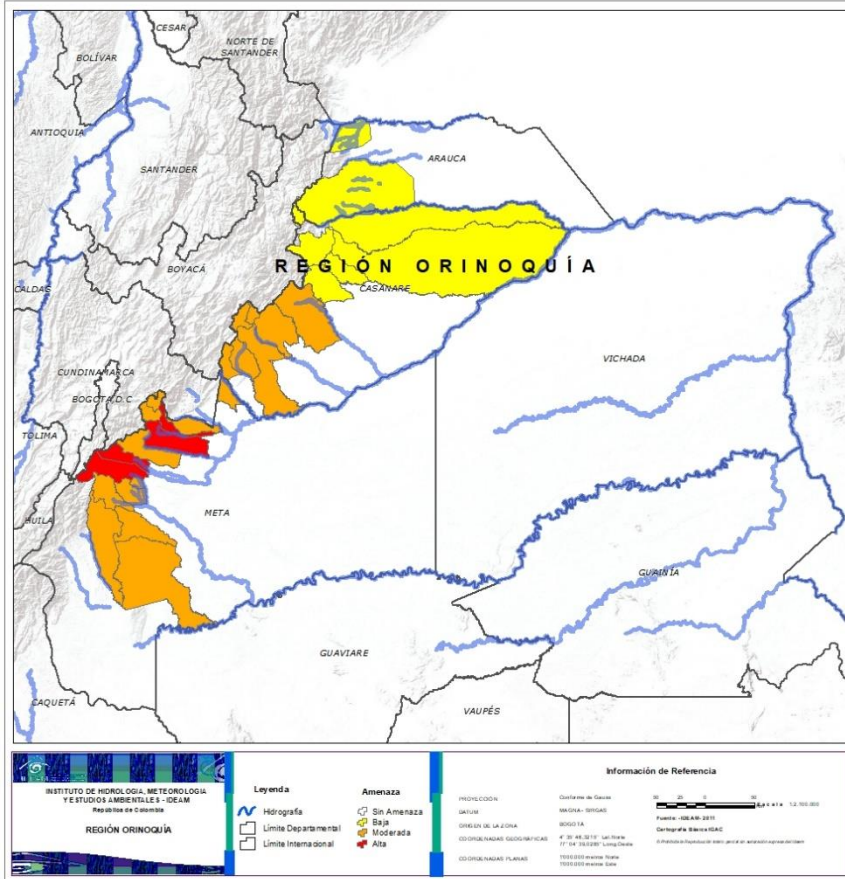 CESAR
NORTE DE
SANTANDER
BOLÍVAR
ANTIOQUIA
ARAUCA
SANTANDER
BOYACÁ
REGIÓN ORINOQUÍA
CALDAS
CASANARE
VICHADA
CUNDINAMARCA
BOGOTÁ, D.C
TOLIMA
META
HUILA
GUAINÍA
GUAVIARE
CAQUETÁ
VAUPÉS
INSTITUTO DE HIDROLOGIA, METEOROLOGIA
Y ESTUDIOS AMBIENTALES - IDEAM
Republica de Colombia
REGIÓN ORINOQUÍA
Leyenda
Hidrografía
Límite Departamental
Límite Internacional
Amenaza
Sin Amenaza
Baja
Moderada
Alta
Información de Referencia
PROYECCIÓN
DATUM
MAGNA - SIRGAS
ORIGEN DE LA ZONA
BOGOTÁ
COORDENADAS GEOGRÁFICAS
COORDENADAS PLANAS
Fuente: -IDEAM- 2011
Cartografía Básica IGAC